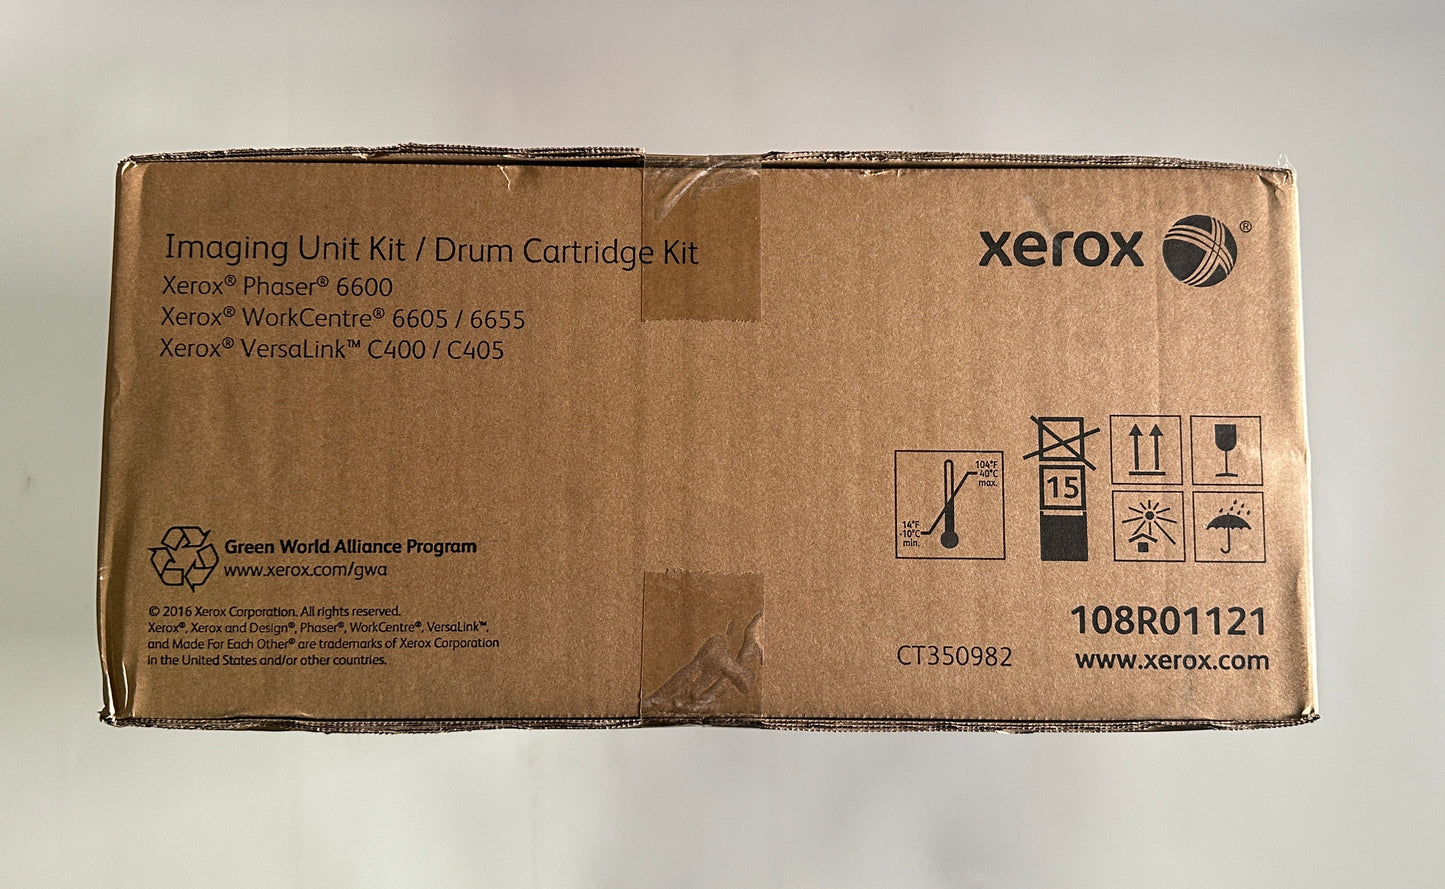 Imaging Unit Kit / Drum Cartridge Kit
Xerox® Phaser® 6600
Xerox® WorkCentre® 6605 / 6655
Xerox® VersaLink™ C400 / C405
xerox ®
104°F
40°C
max.
14°F
-10°C
min.
15
Green World Alliance Program
www.xerox.com/gwa
© 2016 Xerox Corporation. All rights reserved.
Xerox®, Xerox and Design®, Phaser®, WorkCentre®, VersaLink™,
and Made For Each Other® are trademarks of Xerox Corporation
in the United States and/or other countries.
108R01121
CT350982
www.xerox.com